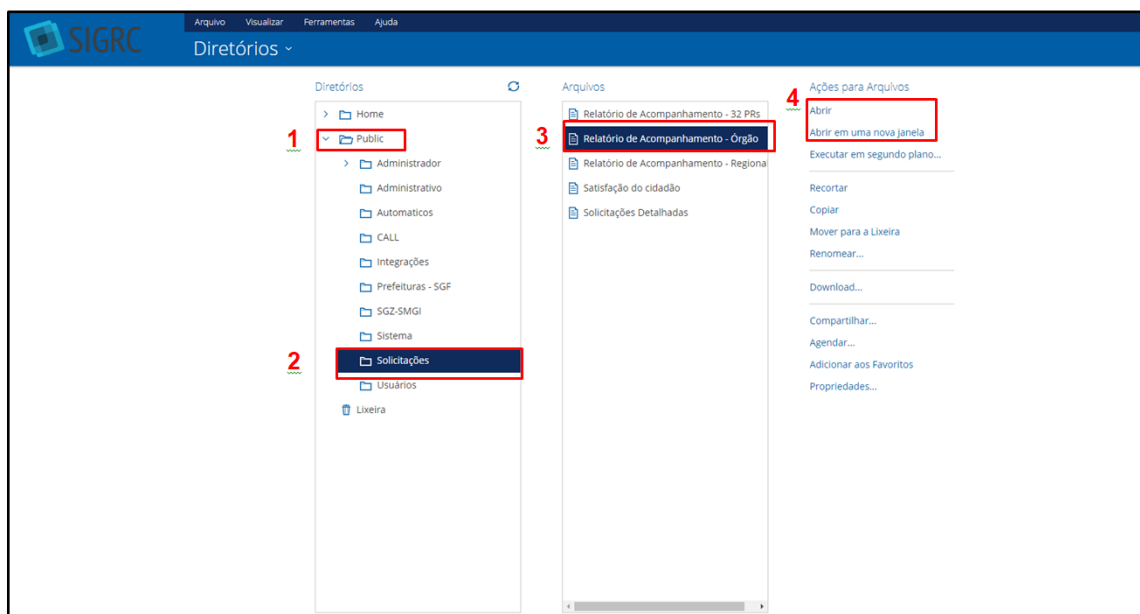 SIGRC
Arquivo Visualizar Ferramentas Ajuda
Diretórios
Diretórios
Home
1
Public
Administrador
Administrativo
Automaticos
CALL
Integrações
Prefeituras - SGF
SGZ-SMGI
Sistema
2
Solicitações
Usuários
Lixeira
Arquivos
Relatório de Acompanhamento - 32 PRs
3
Relatório de Acompanhamento - Órgão
Relatório de Acompanhamento - Regiona
Satisfação do cidadão
Solicitações Detalhadas
Ações para Arquivos
4
Abrir
Abrir em uma nova janela
Executar em segundo plano...
Recortar
Copiar
Mover para a Lixeira
Renomear...
Download...
Compartilhar...
Agendar...
Adicionar aos Favoritos
Propriedades...